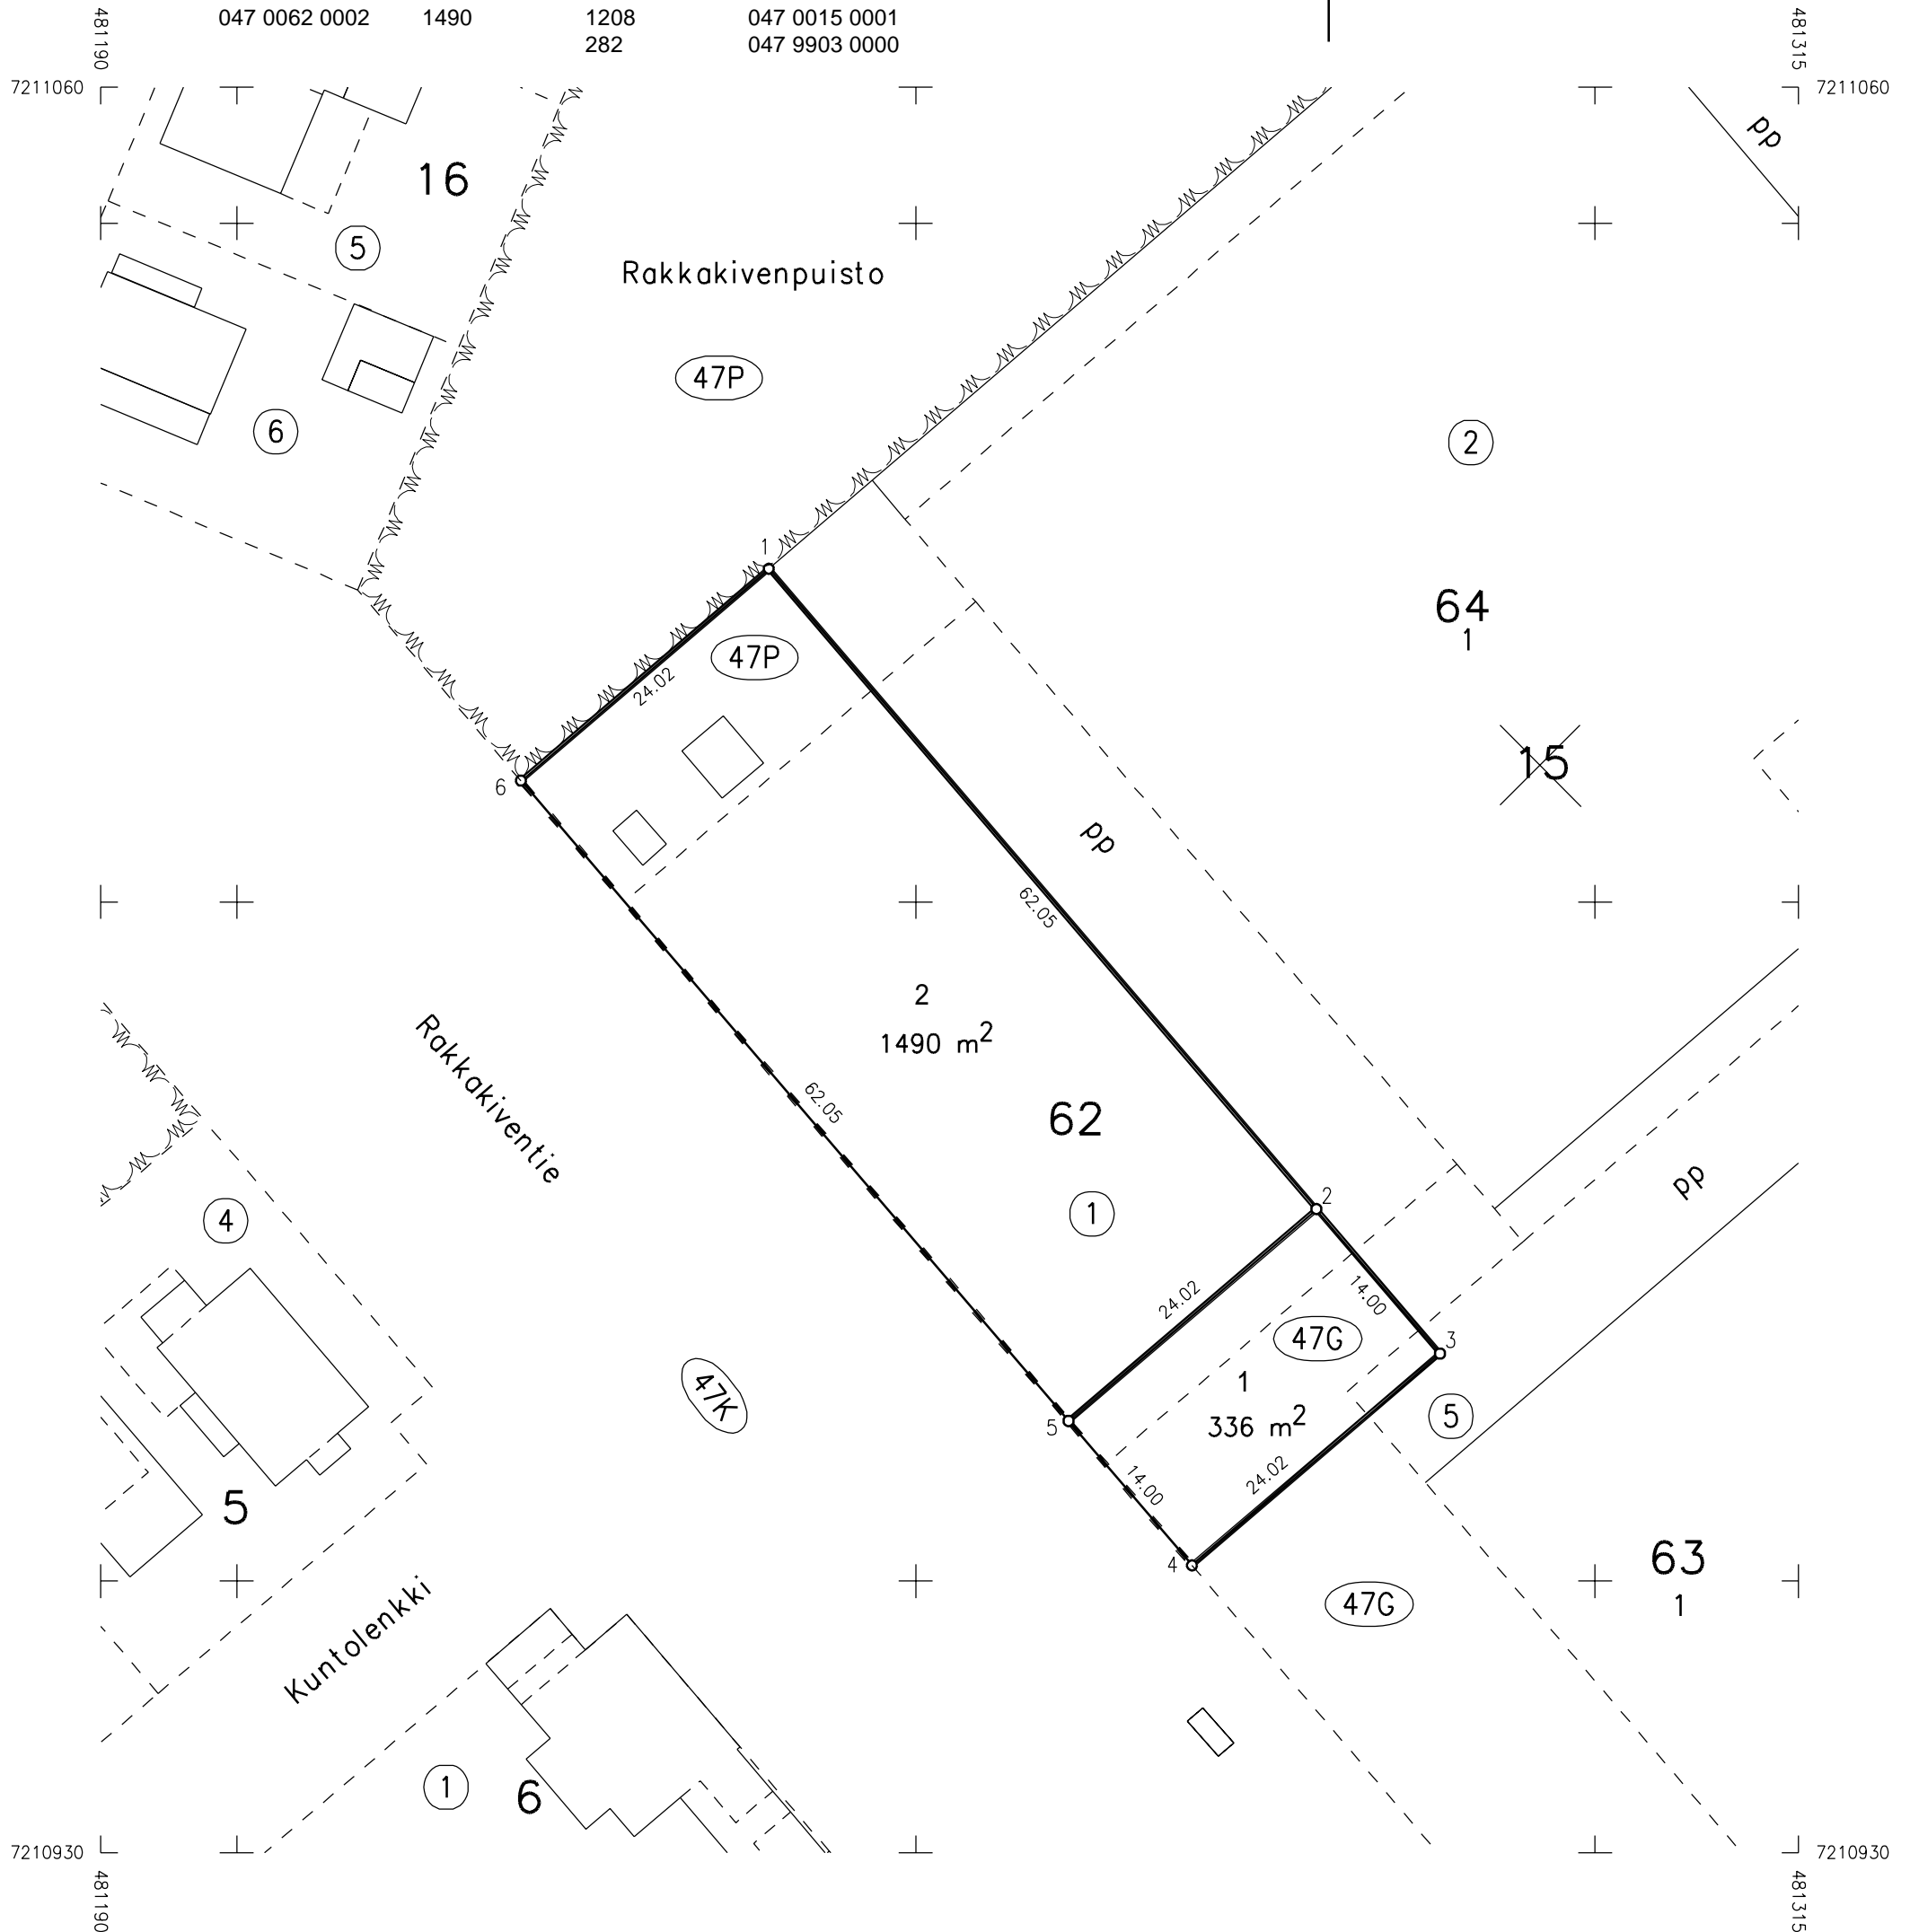 047 0062 0002 1490 1208 047 0015 0001
282 047 9903 0000
481190
481315
7211060
7211060
pp
16
5
Rakkakivenpuisto
47P
6
2
1
64
1
47P
24.02
15
6
pp
62.05
2
1490 m2
Rakkakiventie
62.05
62
pp
2
1
4
24.02
14.00
47G
3
1
47K
5
336 m2
5
24.02
14.00
5
63
4
1
47G
Kuntolenkki
1
6
7210930
7210930
481190
481315